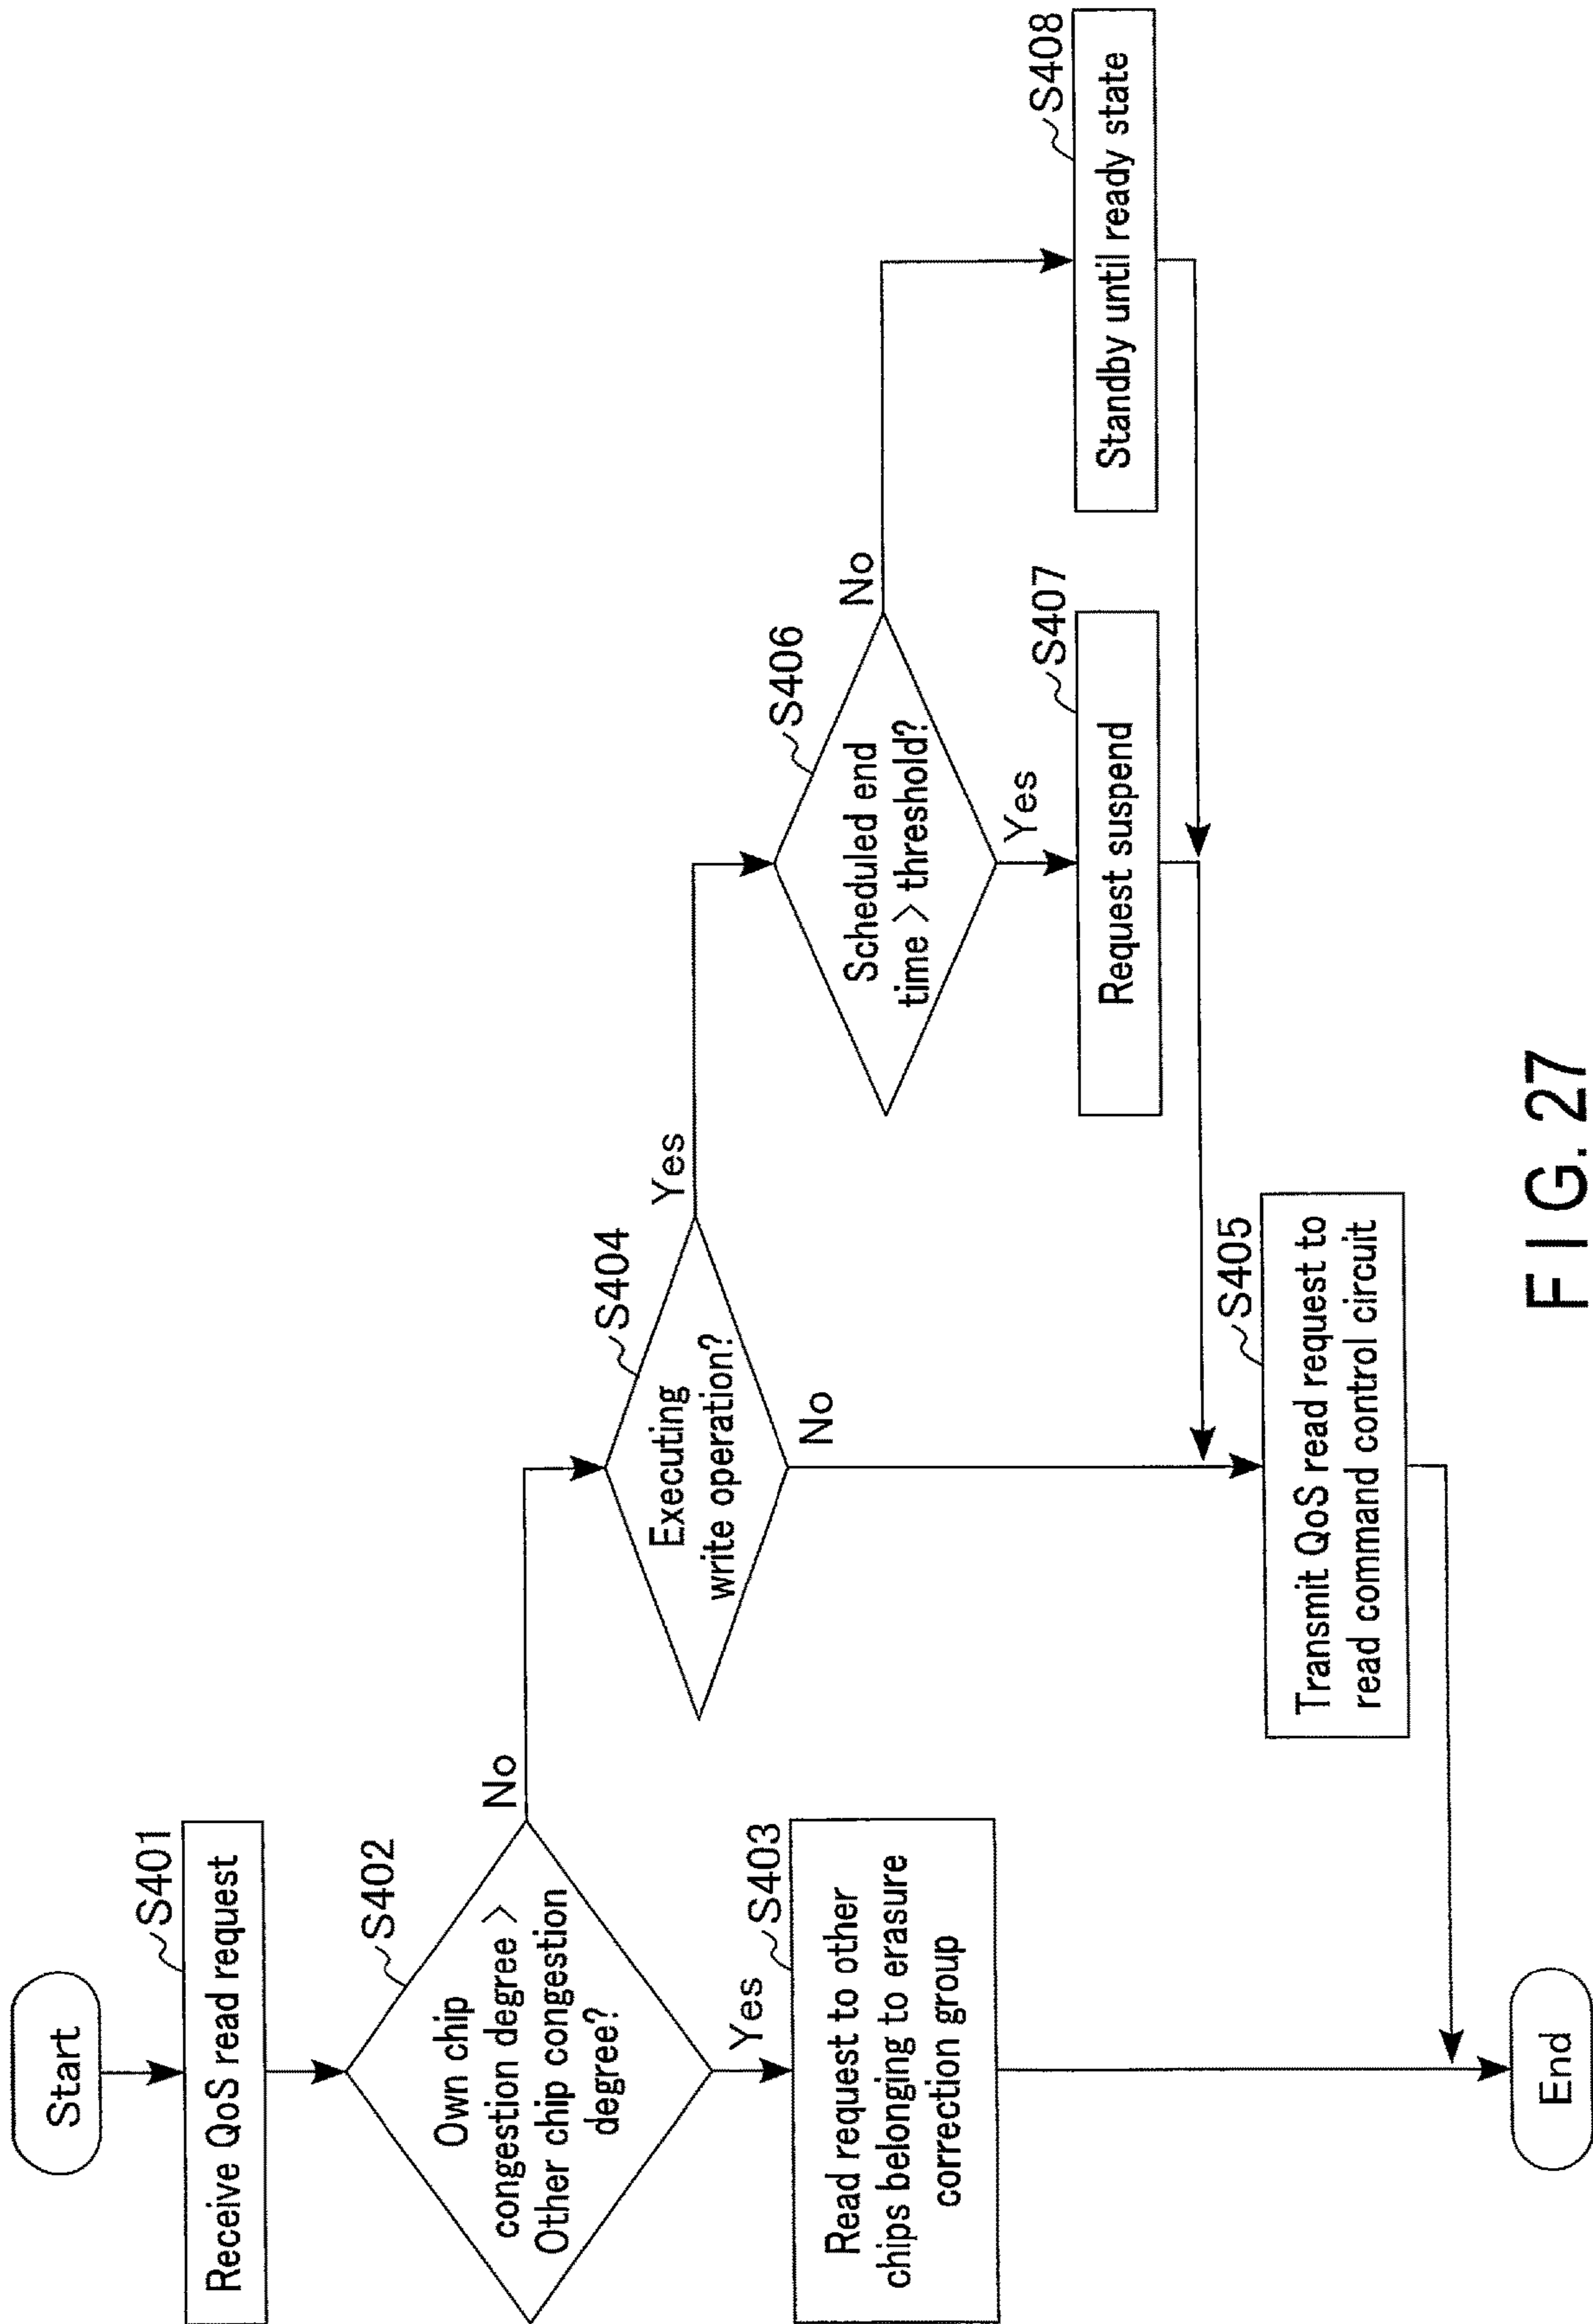 Start
S401
Receive QoS read request
S402
Own chip
congestion degree >
Other chip congestion
degree?
No
Yes
S403
Read request to other
chips belonging to erasure
correction group
S404
Executing
write operation?
Yes
No
S405
Transmit QoS read request to
read command control circuit
S406
Scheduled end
time > threshold?
No
Yes
S407
Request suspend
S408
Standby until ready state
End
FIG. 27